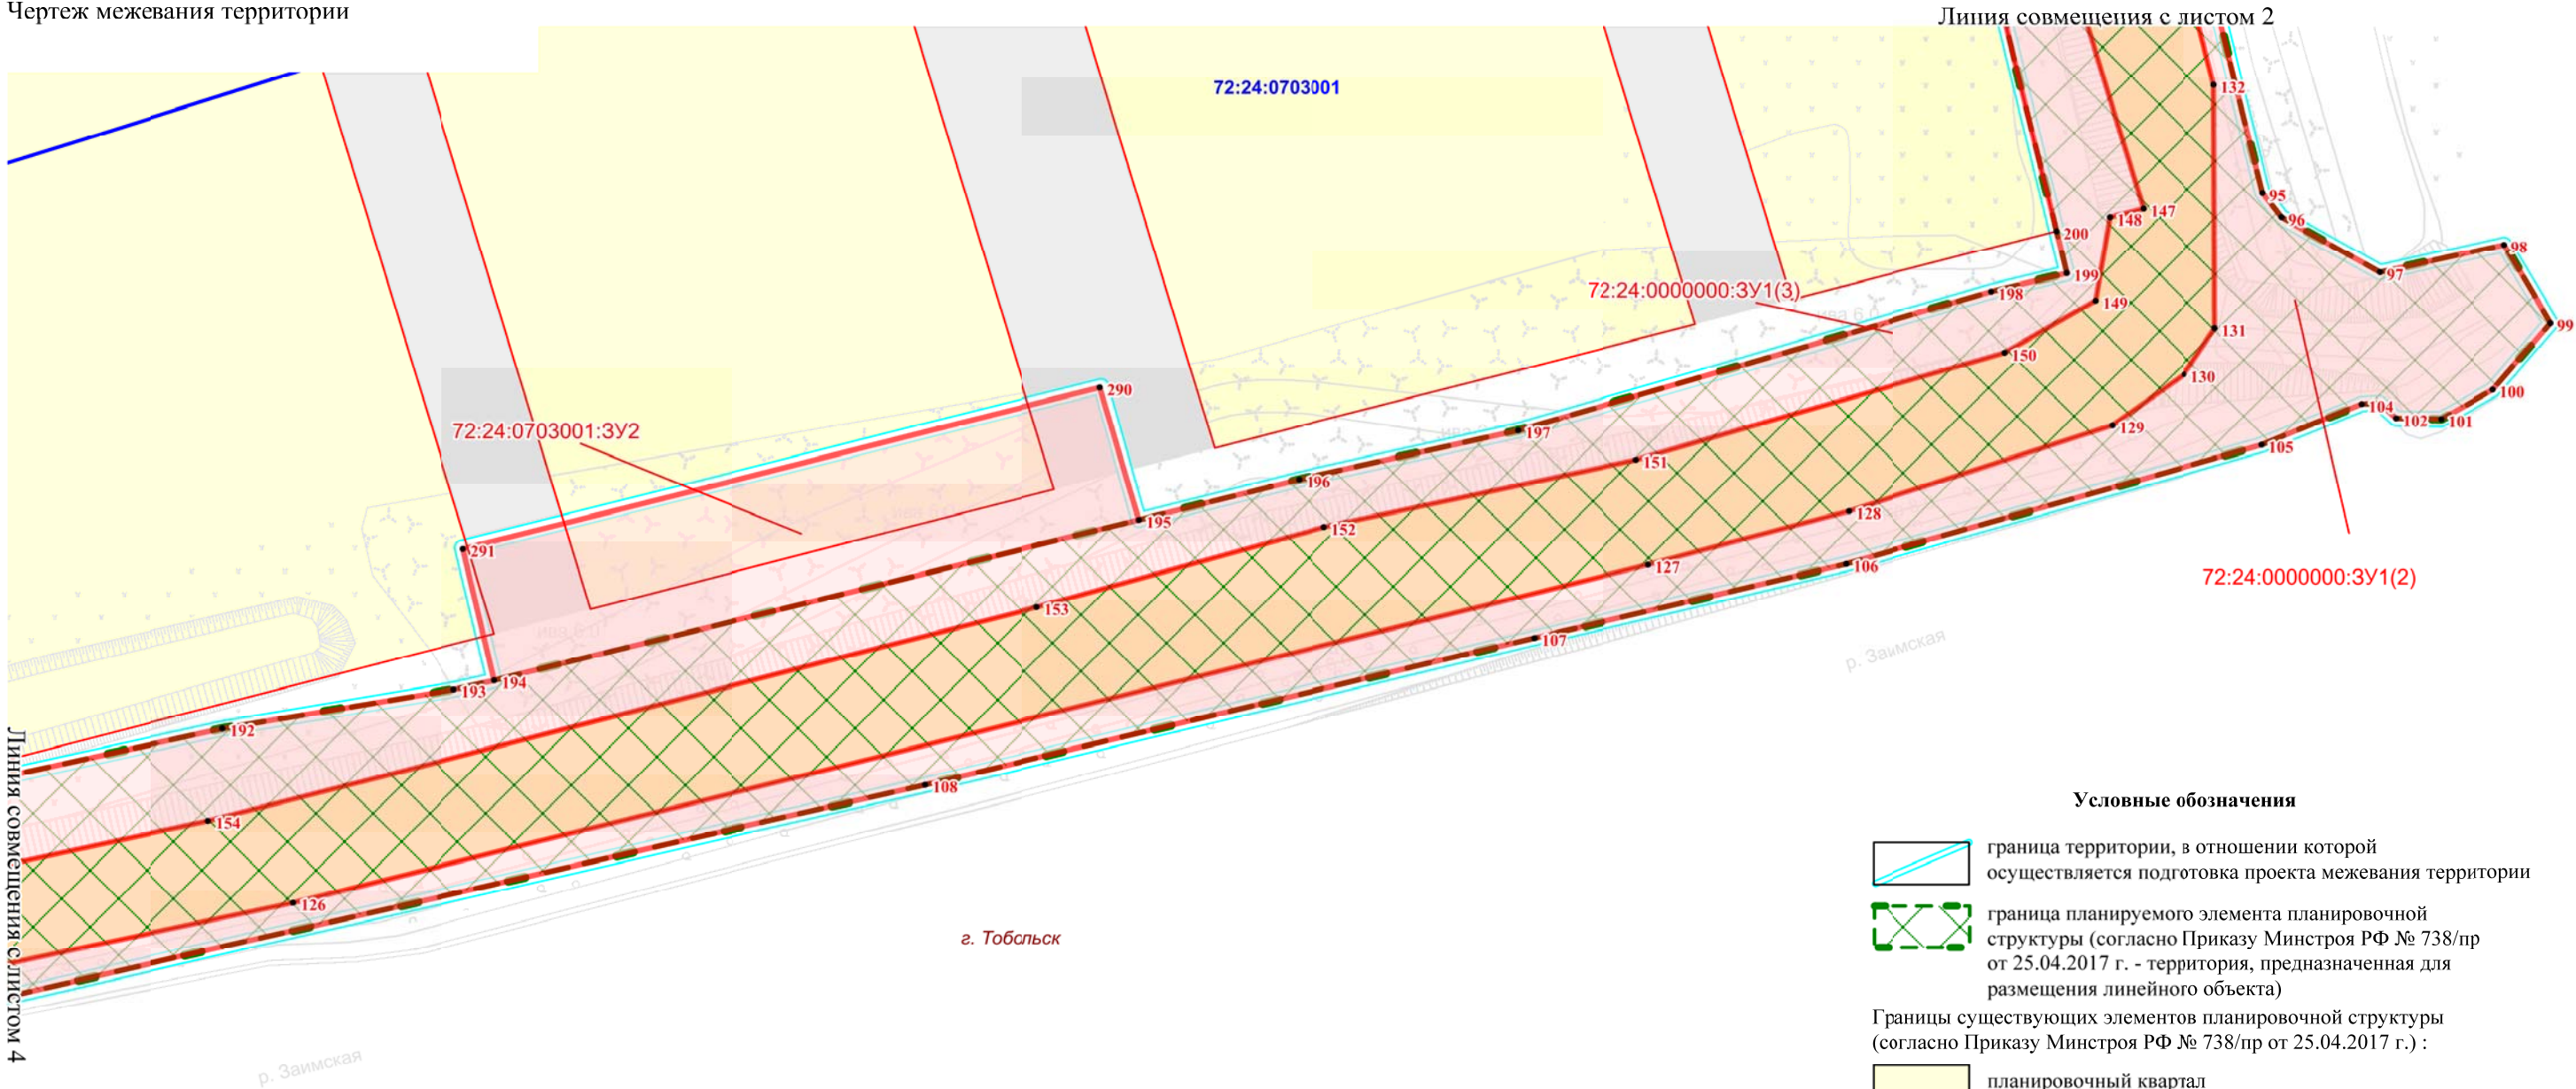 Чертеж межевания территории
Линия совмещения с листом 2
72:24:0703001
132
95
96
147
148
200
98
97
199
149
72:24:0000000:ЗУ1(3)
198
99
131
150
130
290
100
104
102
101
129
72:24:0703001:ЗУ2
197
105
151
196
128
195
152
291
127
106
72:24:0000000:ЗУ1(2)
153
107
р. Заимская
194
193
192
108
154
126
г. Тобольск
Линия совмещения с листом 4
р. Заимская
ива 6.0
Условные обозначения
граница территории, в отношении которой
осуществляется подготовка проекта межевания территории
граница планируемого элемента планировочной
структуры (согласно Приказу Минстроя РФ № 738/пр
от 25.04.2017 г. - территория, предназначенная для
размещения линейного объекта)
Границы существующих элементов планировочной структуры
(согласно Приказу Минстроя РФ № 738/пр от 25.04.2017 г.) :
планировочный квартал